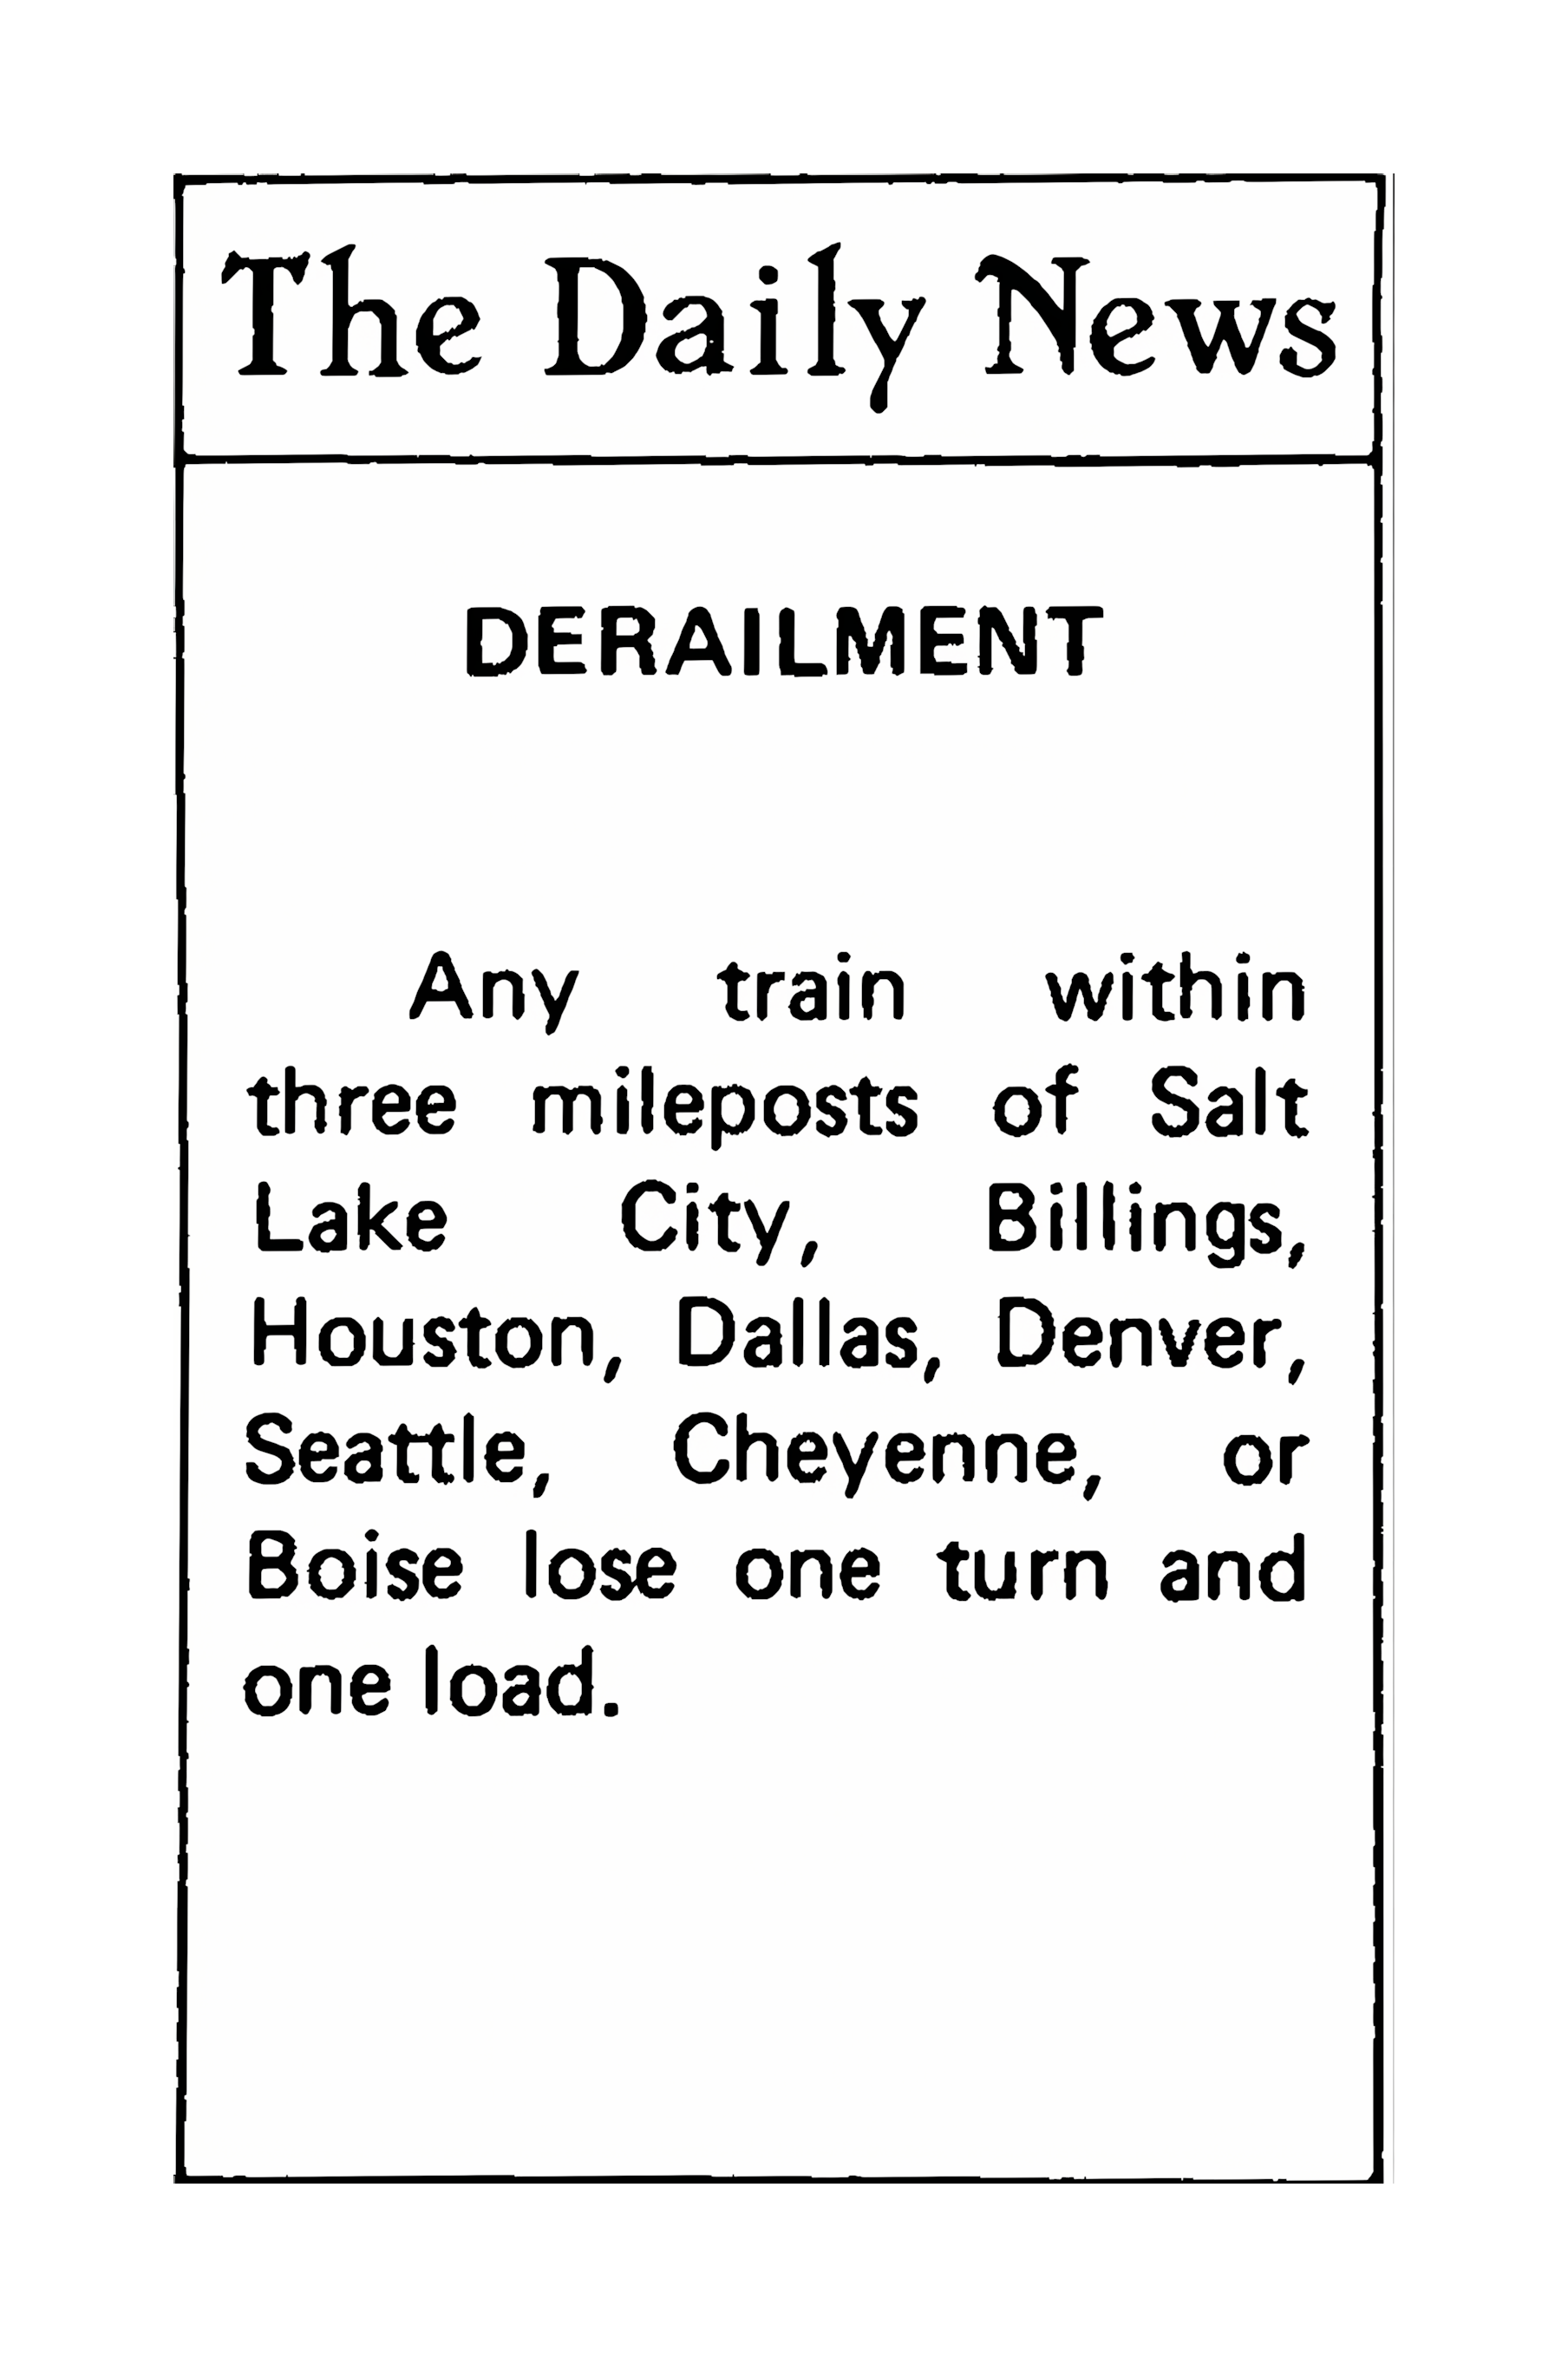 The Daily News
DERAILMENT
Any train within
three mileposts of Salt
Lake City, Billings,
Houston, Dallas, Denver,
Seattle, Cheyenne, or
Boise lose one turn and
one load.